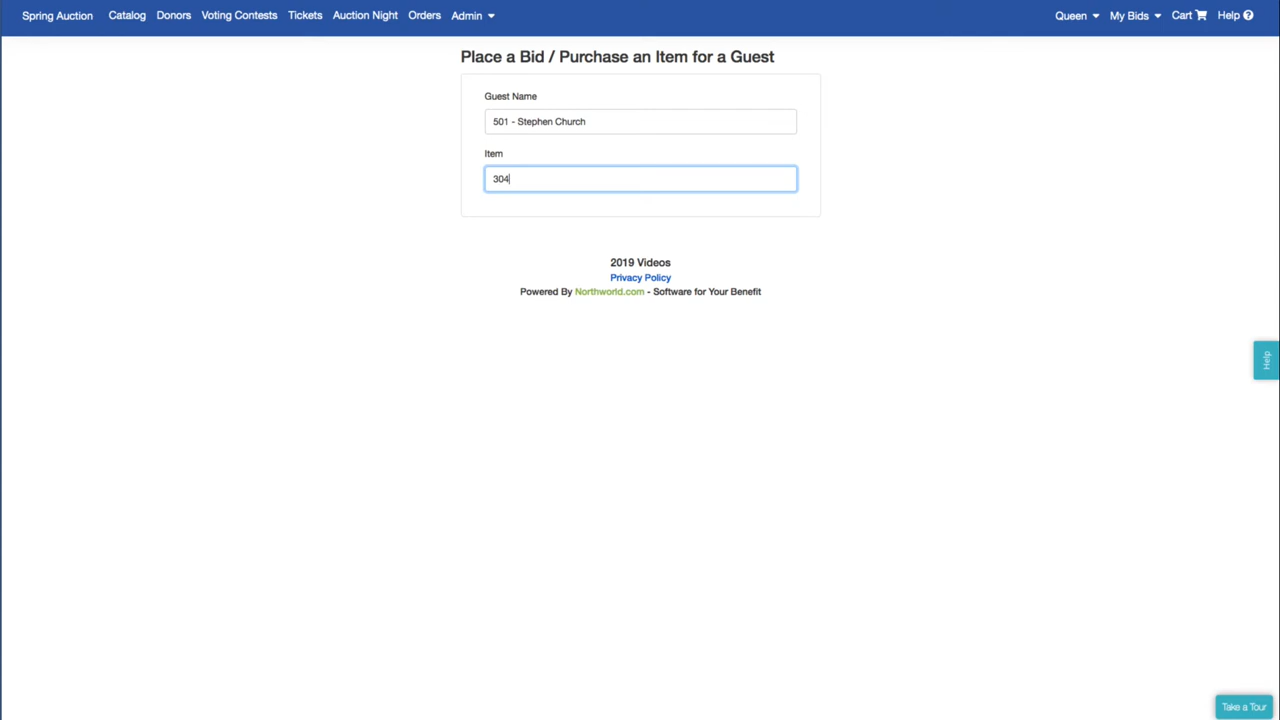 Spring Auction Catalog Donors Voting Contests Tickets Auction Night Orders Admin Queen My Bids Cart Help
Place a Bid / Purchase an Item for a Guest
Guest Name
501 - Stephen Church
Item
304
2019 Videos
Privacy Policy
Powered By Northworld.com - Software for Your Benefit
Help
Take a Tour